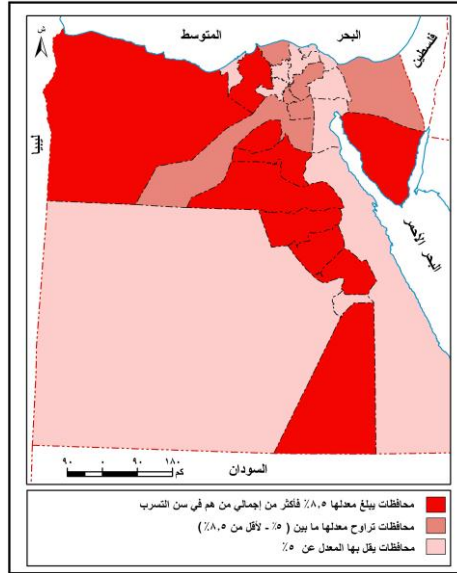 ش
المتوسط
البحر
فلسطين
ليبيا
البحر الأحمر
السودان
٩٠ ٠ ٩٠ ١٨٠
كم
محافظات يبلغ معدلها ٨,٥٪ فأكثر من إجمالي من هم في سن التسرب
محافظات تراوح معدلها ما بين ( ٥٪ - لأقل من ٨,٥٪ )
محافظات يقل بها المعدل عن ٥٪